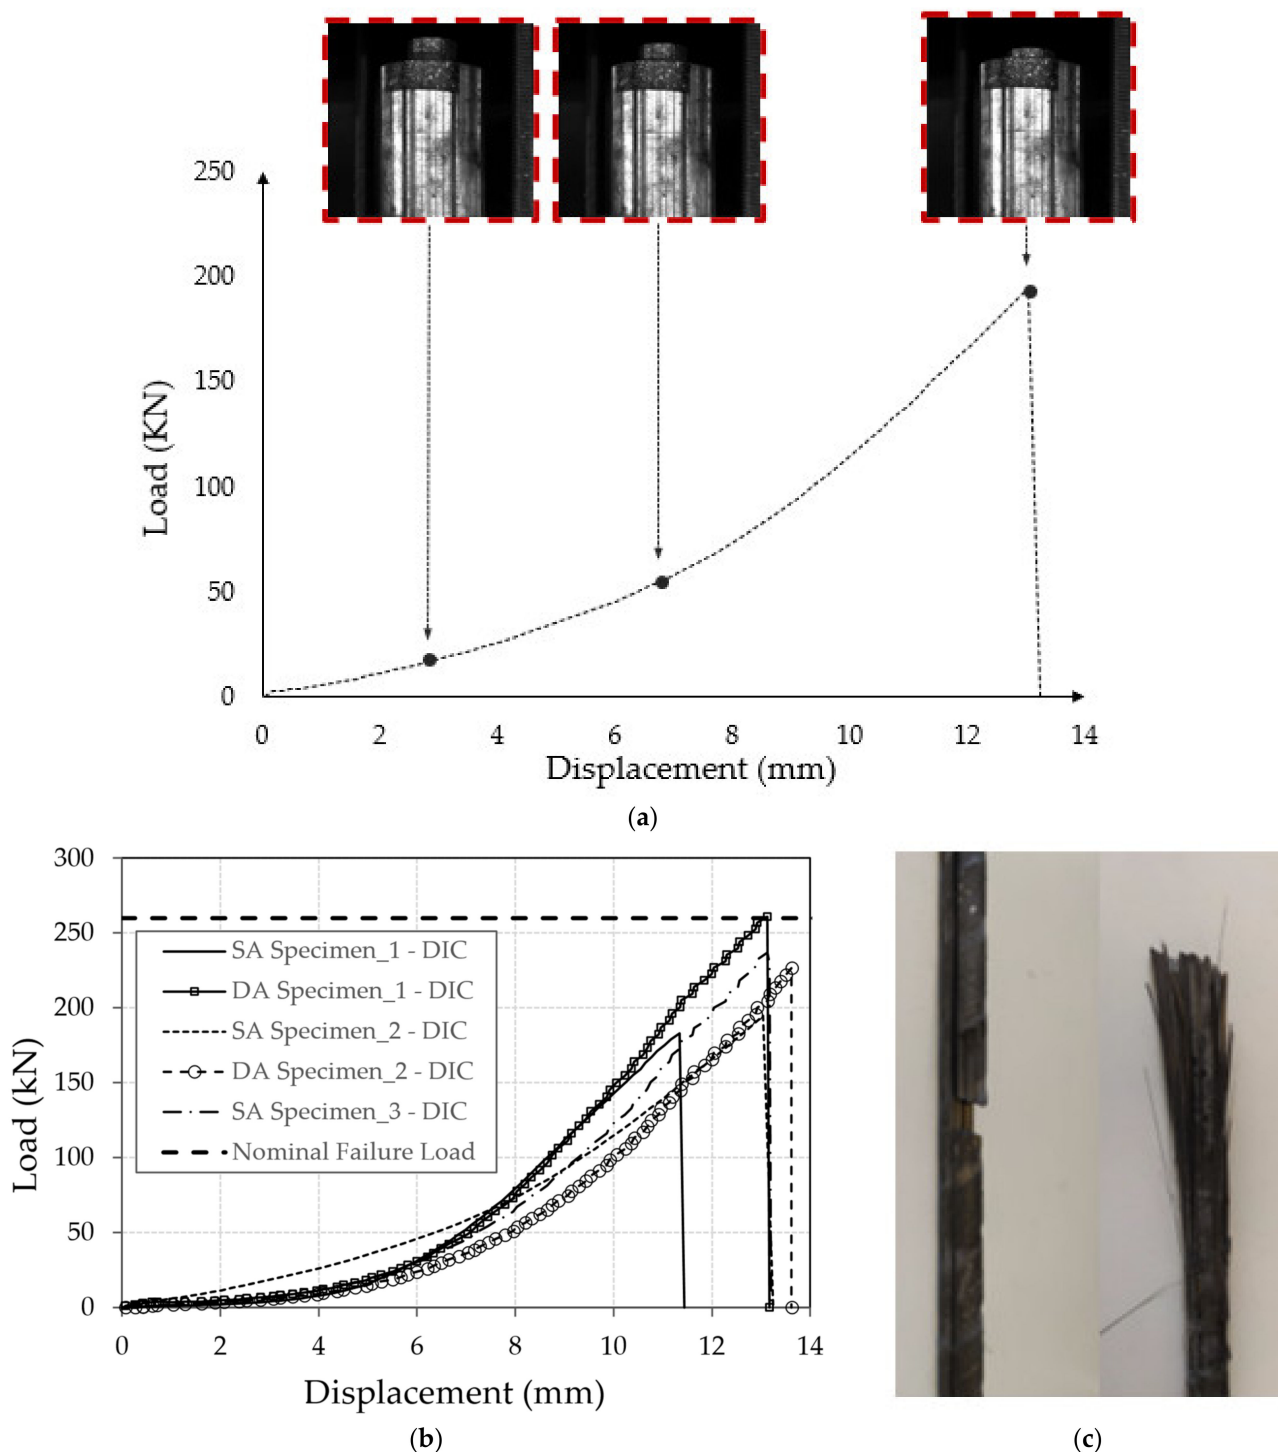 250
200
150
100
50
0
Load (KN)
0 2 4 6 8 10 12 14
Displacement (mm)
(a)
300
250
200
150
100
50
0
Load (kN)
SA Specimen_1 - DIC
DA Specimen_1 - DIC
SA Specimen_2 - DIC
DA Specimen_2 - DIC
SA Specimen_3 - DIC
Nominal Failure Load
0 2 4 6 8 10 12 14
Displacement (mm)
(b)
(c)